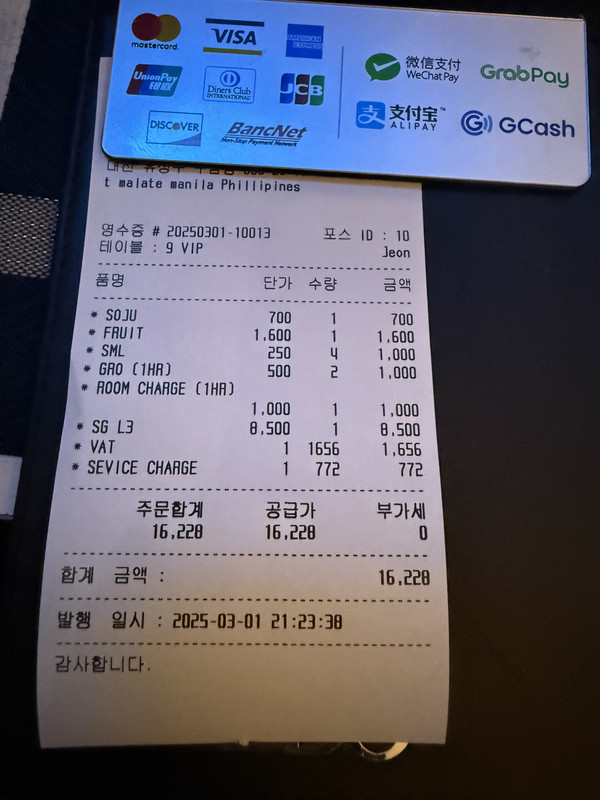 mastercard.
VISA
AMERICAN EXPRESS
微信支付
WeChat Pay
GrabPay
UnionPay
银联
Diners Club
INTERNATIONAL
JCB
支付宝™
ALIPAY
GCash
DISCOVER
BancNet
Non-Stop Payment Network
t malate manila Phillipines
영수증 # 20250301-10013 포스 ID : 10
테이블 : 9 VIP Jeon
품명 단가 수량 금액
* SOJU 700 1 700
* FRUIT 1,600 1 1,600
* SML 250 4 1,000
* GRO (1HR) 500 2 1,000
* ROOM CHARGE (1HR)
1,000 1 1,000
* SG L3 8,500 1 8,500
* VAT 1 1656 1,656
* SEVICE CHARGE 1 772 772
주문합계 공급가 부가세
16,228 16,228 0
합계 금액 : 16,228
발행 일시 : 2025-03-01 21:23:38
감사합니다.